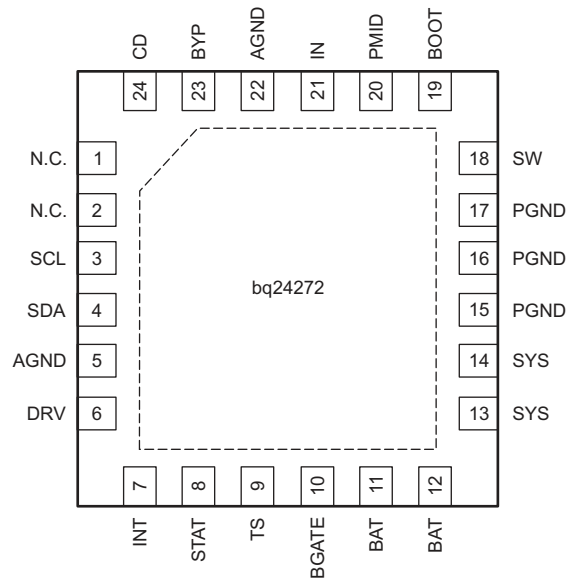 CD
BYP
AGND
IN
PMID
BOOT
24
23
22
21
20
19
N.C. 1
N.C. 2
SCL 3
SDA 4
AGND 5
DRV 6
bq24272
18 SW
17 PGND
16 PGND
15 PGND
14 SYS
13 SYS
7
8
9
10
11
12
INT
STAT
TS
BGATE
BAT
BAT